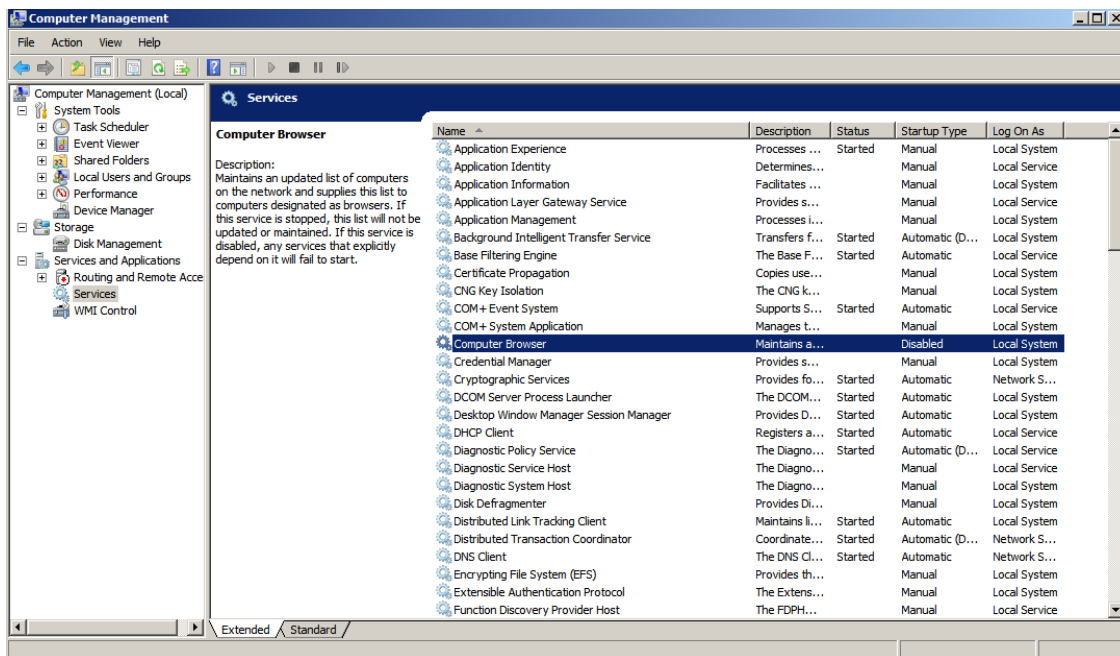 Computer Management
File Action View Help
Computer Management (Local)
System Tools
Task Scheduler
Event Viewer
Shared Folders
Local Users and Groups
Performance
Device Manager
Storage
Disk Management
Services and Applications
Routing and Remote Acce
Services
WMI Control
Services
Computer Browser
Description:
Maintains an updated list of computers
on the network and supplies this list to
computers designated as browsers. If
this service is stopped, this list will not be
updated or maintained. If this service is
disabled, any services that explicitly
depend on it will fail to start.
Name Description Status Startup Type Log On As
Application Experience Processes ... Started Manual Local System
Application Identity Determines... Manual Local Service
Application Information Facilitates ... Manual Local System
Application Layer Gateway Service Provides s... Manual Local Service
Application Management Processes i... Manual Local System
Background Intelligent Transfer Service Transfers f... Started Automatic (D... Local System
Base Filtering Engine The Base F... Started Automatic Local Service
Certificate Propagation Copies use... Manual Local System
CNG Key Isolation The CNG k... Manual Local System
COM+ Event System Supports S... Started Automatic Local Service
COM+ System Application Manages t... Manual Local System
Computer Browser Maintains a... Disabled Local System
Credential Manager Provides s... Manual Local System
Cryptographic Services Provides fo... Started Automatic Network S...
DCOM Server Process Launcher The DCOM... Started Automatic Local System
Desktop Window Manager Session Manager Provides D... Started Automatic Local System
DHCP Client Registers a... Started Automatic Local Service
Diagnostic Policy Service The Diagno... Started Automatic (D... Local Service
Diagnostic Service Host The Diagno... Manual Local Service
Diagnostic System Host The Diagno... Manual Local System
Disk Defragmenter Provides Di... Manual Local System
Distributed Link Tracking Client Maintains li... Started Automatic Local System
Distributed Transaction Coordinator Coordinate... Started Automatic (D... Network S...
DNS Client The DNS Cl... Started Automatic Network S...
Encrypting File System (EFS) Provides th... Manual Local System
Extensible Authentication Protocol The Extens... Manual Local System
Function Discovery Provider Host The FDPH... Manual Local Service
Extended Standard